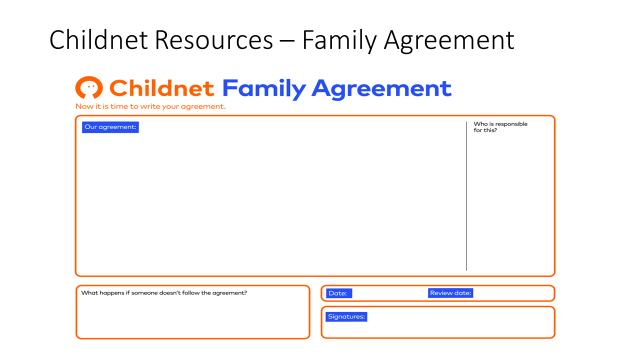 Childnet Resources – Family Agreement
Childnet Family Agreement
Now it is time to write your agreement.
Our agreement:
Who is responsible
for this?
What happens if someone doesn't follow the agreement?
Date:
Review date:
Signatures: